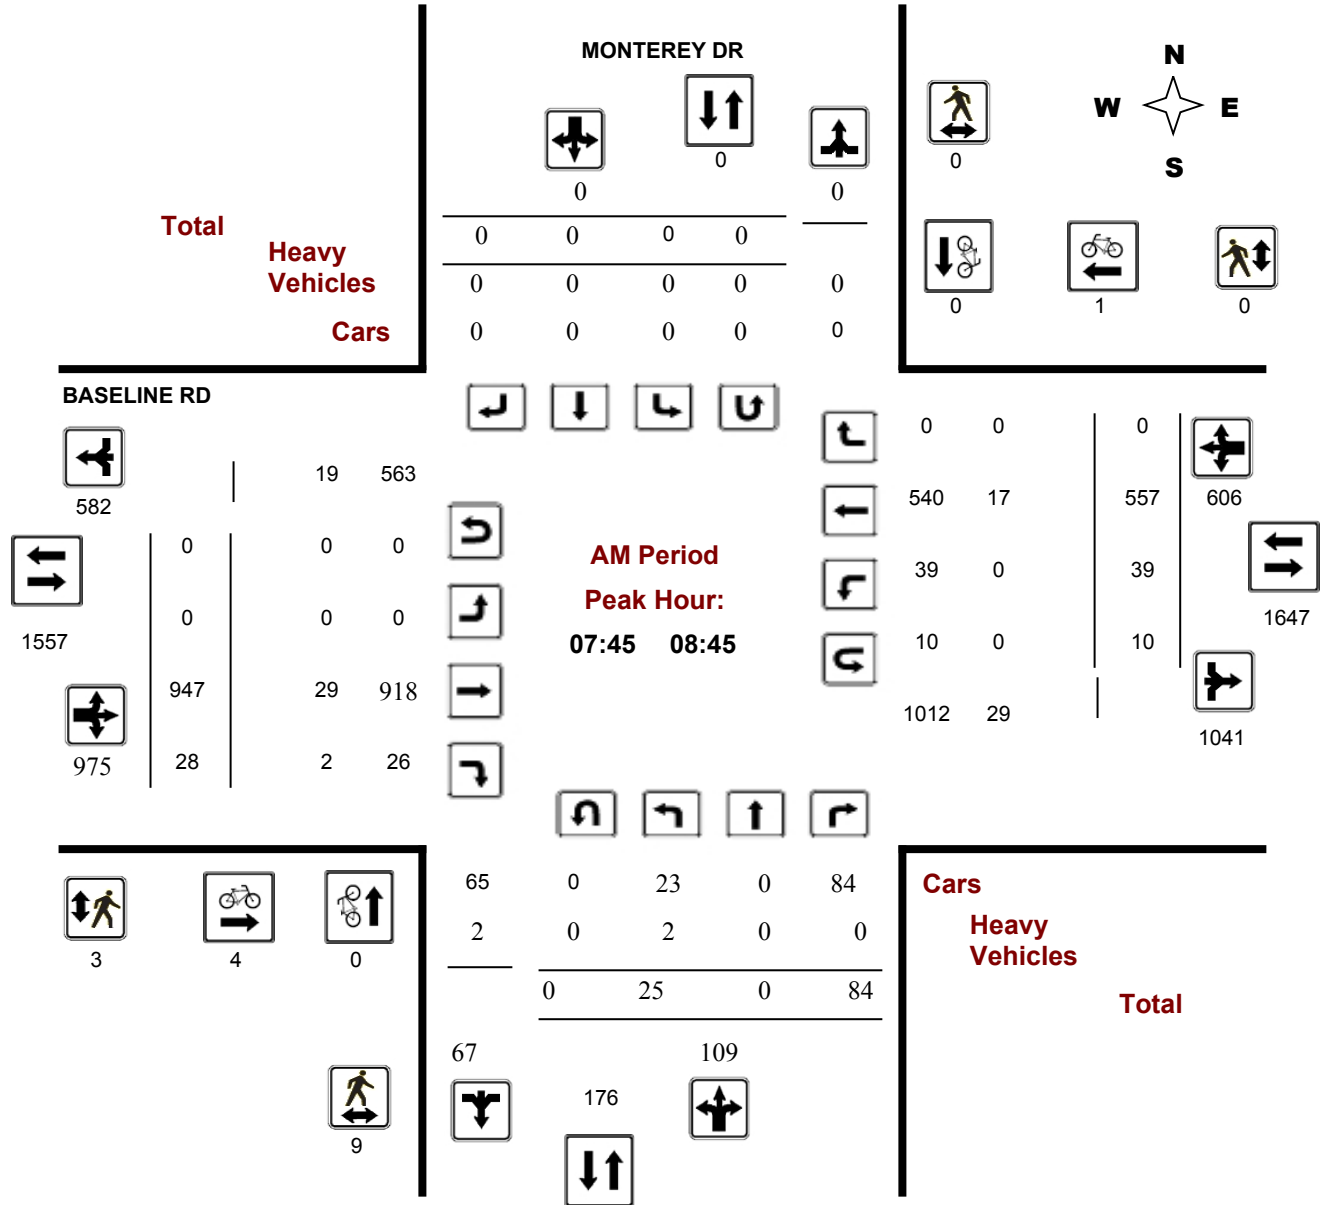 MONTEREY DR
N
W E
S
0
0
0 0 0
Total
0 0 0 0
Heavy
Vehicles
0 0 0 0 0
Cars
0 0 0 0 0
0 1 0
BASELINE RD
582
19 563
0 0 0
0 0 0
1557
947 29 918
975 28 2 26
AM Period
Peak Hour:
07:45 08:45
0 0 0
540 17 557 606
39 0 39
1647
10 0 10
1012 29
1041
65 0 23 0 84
2 0 2 0 0
0 25 0 84
67 109
176
3 4 0
9
Cars
Heavy
Vehicles
Total